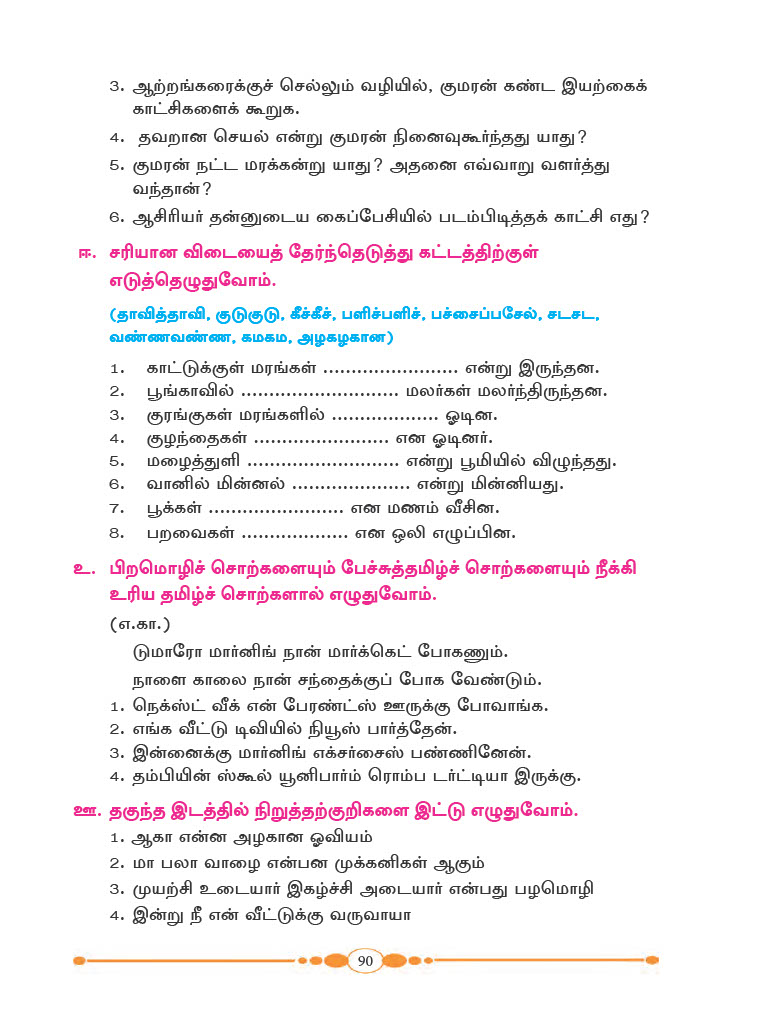 3. ஆற்றங்கரைக்குச் செல்லும் வழியில், குமரன் கண்ட இயற்கைக்
காட்சிகளைக் கூறுக.
4. தவறான செயல் என்று குமரன் நினைவுகூர்ந்தது யாது?
5. குமரன் நட்ட மரக்கன்று யாது? அதனை எவ்வாறு வளர்த்து
வந்தான்?
6. ஆசிரியர் தன்னுடைய கைப்பேசியில் படம்பிடித்தக் காட்சி எது?
ஈ. சரியான விடையைத் தேர்ந்தெடுத்து கட்டத்திற்குள்
எடுத்தெழுதுவோம்.
(தாவித்தாவி, குடுகுடு, கீச்கீச், பளிச்பளிச், பச்சைப்பசேல், சடசட,
வண்ணவண்ண, கமகம, அழகழகான)
1. காட்டுக்குள் மரங்கள் ........................ என்று இருந்தன.
2. பூங்காவில் ............................ மலர்கள் மலர்ந்திருந்தன.
3. குரங்குகள் மரங்களில் ................... ஓடின.
4. குழந்தைகள் ........................ என ஓடினர்.
5. மழைத்துளி ........................... என்று பூமியில் விழுந்தது.
6. வானில் மின்னல் ..................... என்று மின்னியது.
7. பூக்கள் ........................ என மணம் வீசின.
8. பறவைகள் ................... என ஒலி எழுப்பின.
உ. பிறமொழிச் சொற்களையும் பேச்சுத்தமிழ்ச் சொற்களையும் நீக்கி
உரிய தமிழ்ச் சொற்களால் எழுதுவோம்.
(எ.கா.)
டுமாரோ மார்னிங் நான் மார்க்கெட் போகணும்.
நாளை காலை நான் சந்தைக்குப் போக வேண்டும்.
1. நெக்ஸ்ட் வீக் என் பேரண்ட்ஸ் ஊருக்கு போவாங்க.
2. எங்க வீட்டு டிவியில் நியூஸ் பார்த்தேன்.
3. இன்னைக்கு மார்னிங் எக்சர்சைஸ் பண்ணினேன்.
4. தம்பியின் ஸ்கூல் யூனிபார்ம் ரொம்ப டர்ட்டியா இருக்கு.
ஊ. தகுந்த இடத்தில் நிறுத்தற்குறிகளை இட்டு எழுதுவோம்.
1. ஆகா என்ன அழகான ஓவியம்
2. மா பலா வாழை என்பன முக்கனிகள் ஆகும்
3. முயற்சி உடையார் இகழ்ச்சி அடையார் என்பது பழமொழி
4. இன்று நீ என் வீட்டுக்கு வருவாயா
90